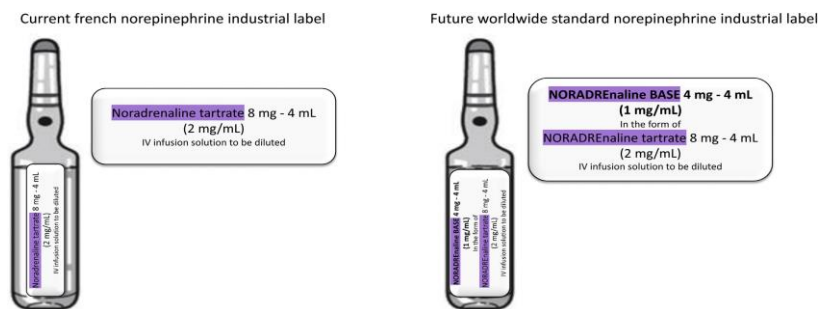 Current french norepinephrine industrial label
Noradrenaline tartrate 8 mg - 4 mL
(2 mg/mL)
IV infusion solution to be diluted
Noradrenaline tartrate 8 mg - 4 mL
(2 mg/mL)
IV infusion solution to be diluted
Future worldwide standard norepinephrine industrial label
NORADREnaline BASE 4 mg - 4 mL
(1 mg/mL)
In the form of
NORADREnaline tartrate 8 mg - 4 mL
(2 mg/mL)
IV infusion solution to be diluted
NORADREnaline BASE 4 mg - 4 mL
(1 mg/mL)
In the form of
NORADREnaline tartrate 8 mg - 4 mL
(2 mg/mL)
IV infusion solution to be diluted